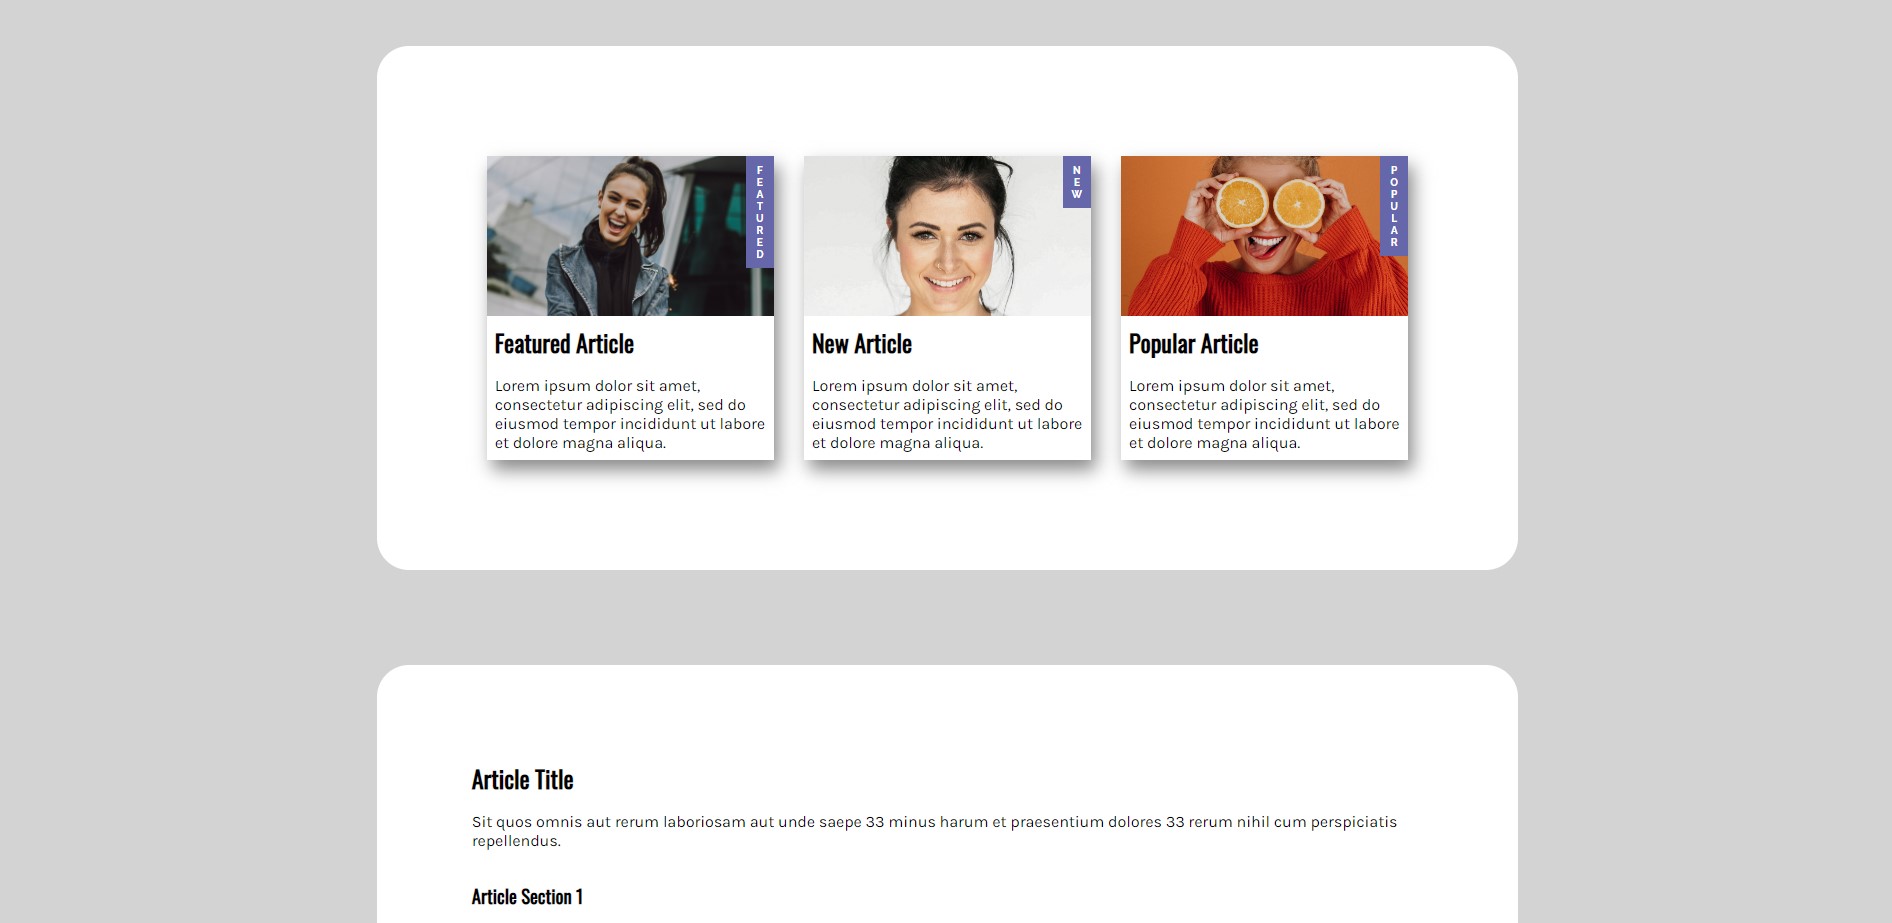 FEATURED
NEW
POPULAR
Featured Article
Lorem ipsum dolor sit amet,
consectetur adipiscing elit, sed do
eiusmod tempor incididunt ut labore
et dolore magna aliqua.
New Article
Lorem ipsum dolor sit amet,
consectetur adipiscing elit, sed do
eiusmod tempor incididunt ut labore
et dolore magna aliqua.
Popular Article
Lorem ipsum dolor sit amet,
consectetur adipiscing elit, sed do
eiusmod tempor incididunt ut labore
et dolore magna aliqua.
Article Title
Sit quos omnis aut rerum laboriosam aut unde saepe 33 minus harum et praesentium dolores 33 rerum nihil cum perspiciatis
repellendus.
Article Section 1